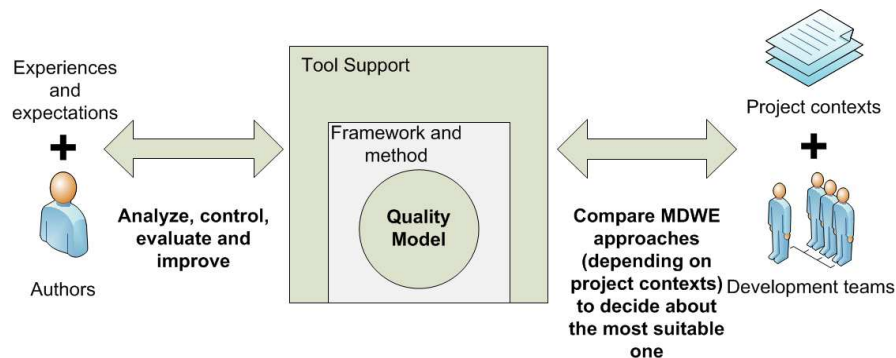 Experiences
and
expectations
Authors
Analyze, control,
evaluate and
improve
Tool Support
Framework and
method
Quality
Model
Compare MDWE
approaches
(depending on
project contexts)
to decide about
the most suitable
one
Project contexts
Development teams